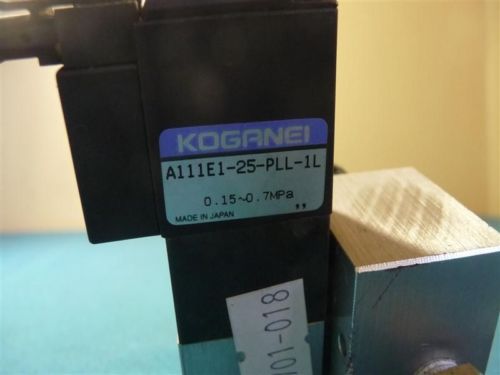 KOGANEI
A111E1-25-PLL-1L
0.15~0.7MPa
MADE IN JAPAN
,,
101-018